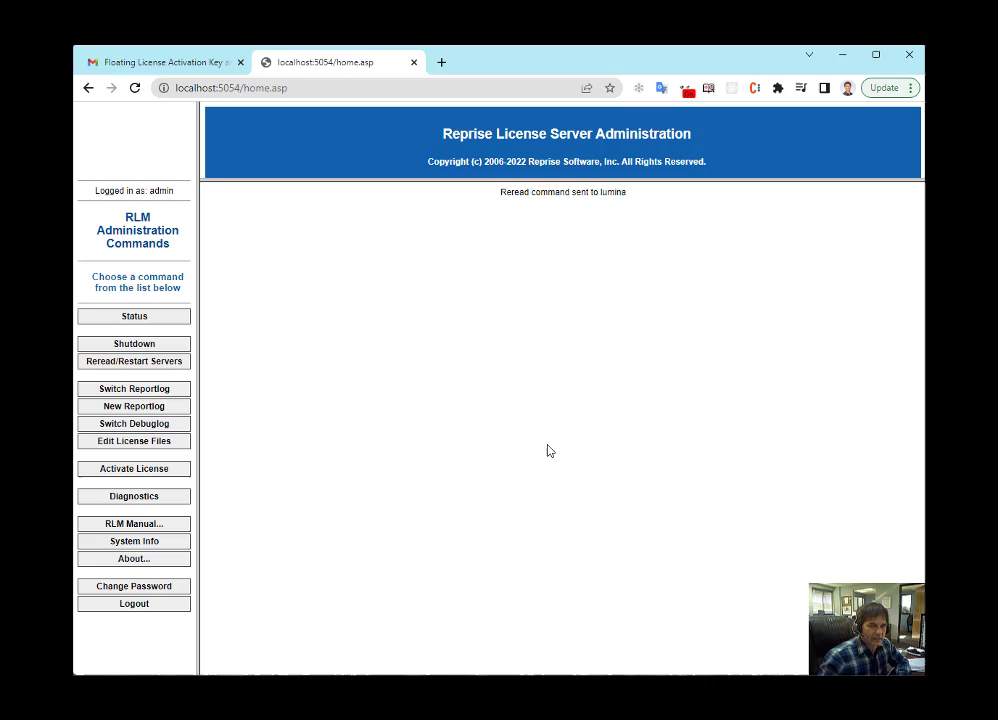 Floating License Activation Key a
localhost:5054/home.asp
localhost:5054/home.asp
Update
Reprise License Server Administration
Copyright (c) 2006-2022 Reprise Software, Inc. All Rights Reserved.
Logged in as: admin
Reread command sent to lumina
RLM
Administration
Commands
Choose a command
from the list below
Status
Shutdown
Reread/Restart Servers
Switch Reportlog
New Reportlog
Switch Debuglog
Edit License Files
Activate License
Diagnostics
RLM Manual...
System Info
About...
Change Password
Logout